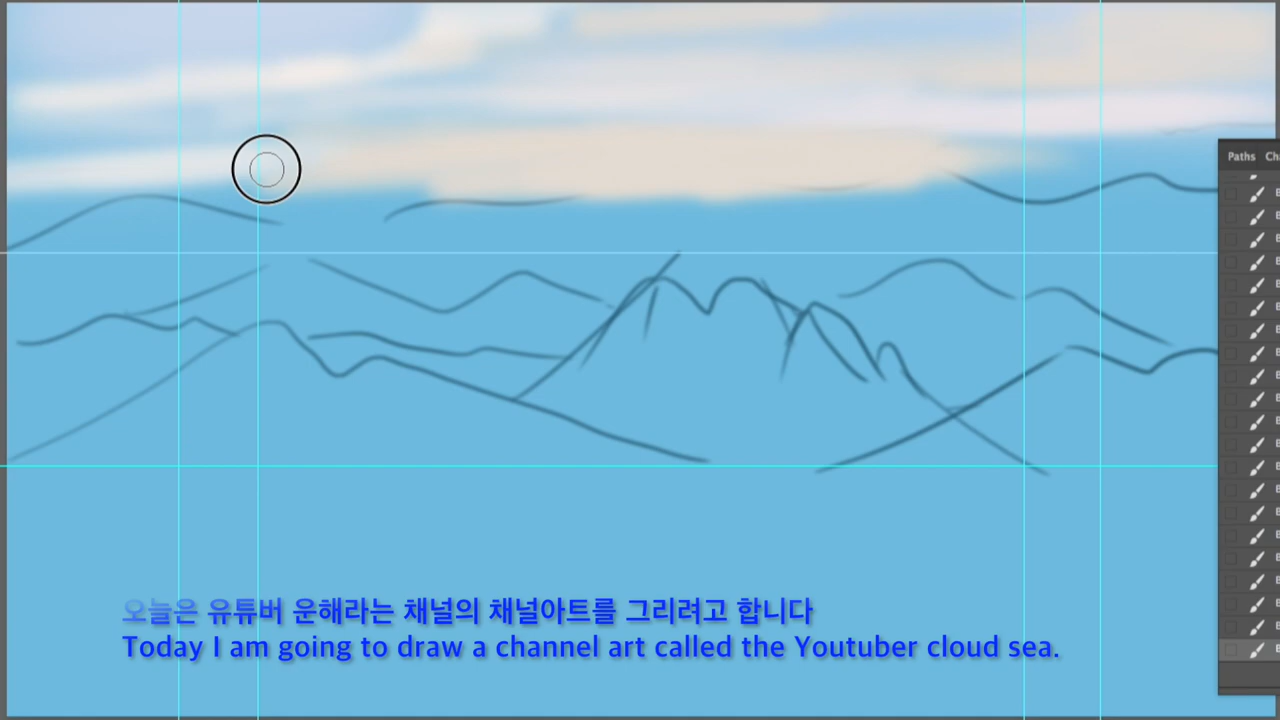 Paths
오늘은 유튜버 운해라는 채널의 채널아트를 그리려고 합니다
Today I am going to draw a channel art called the Youtuber cloud sea.